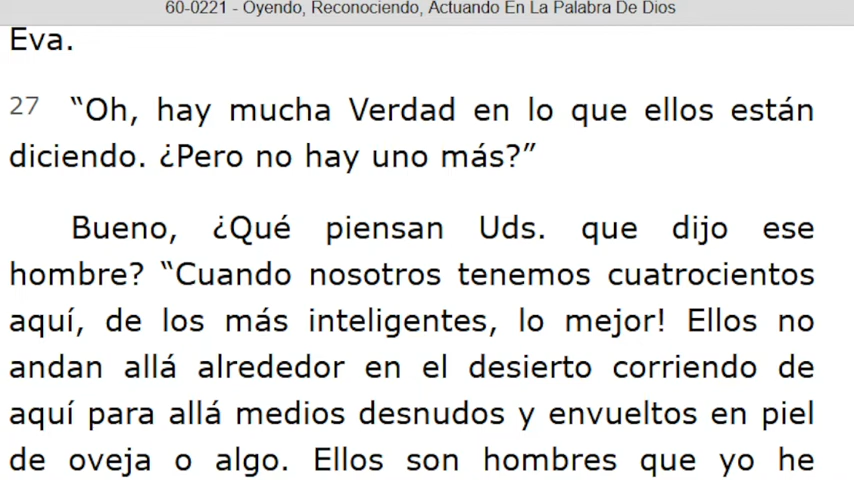 60-0221 - Oyendo, Reconociendo, Actuando En La Palabra De Dios
Eva.
27 “Oh, hay mucha Verdad en lo que ellos están
diciendo. ¿Pero no hay uno más?”
Bueno, ¿Qué piensan Uds. que dijo ese
hombre? “Cuando nosotros tenemos cuatrocientos
aquí, de los más inteligentes, lo mejor! Ellos no
andan allá alrededor en el desierto corriendo de
aquí para allá medios desnudos y envueltos en piel
de oveja o algo. Ellos son hombres que yo he